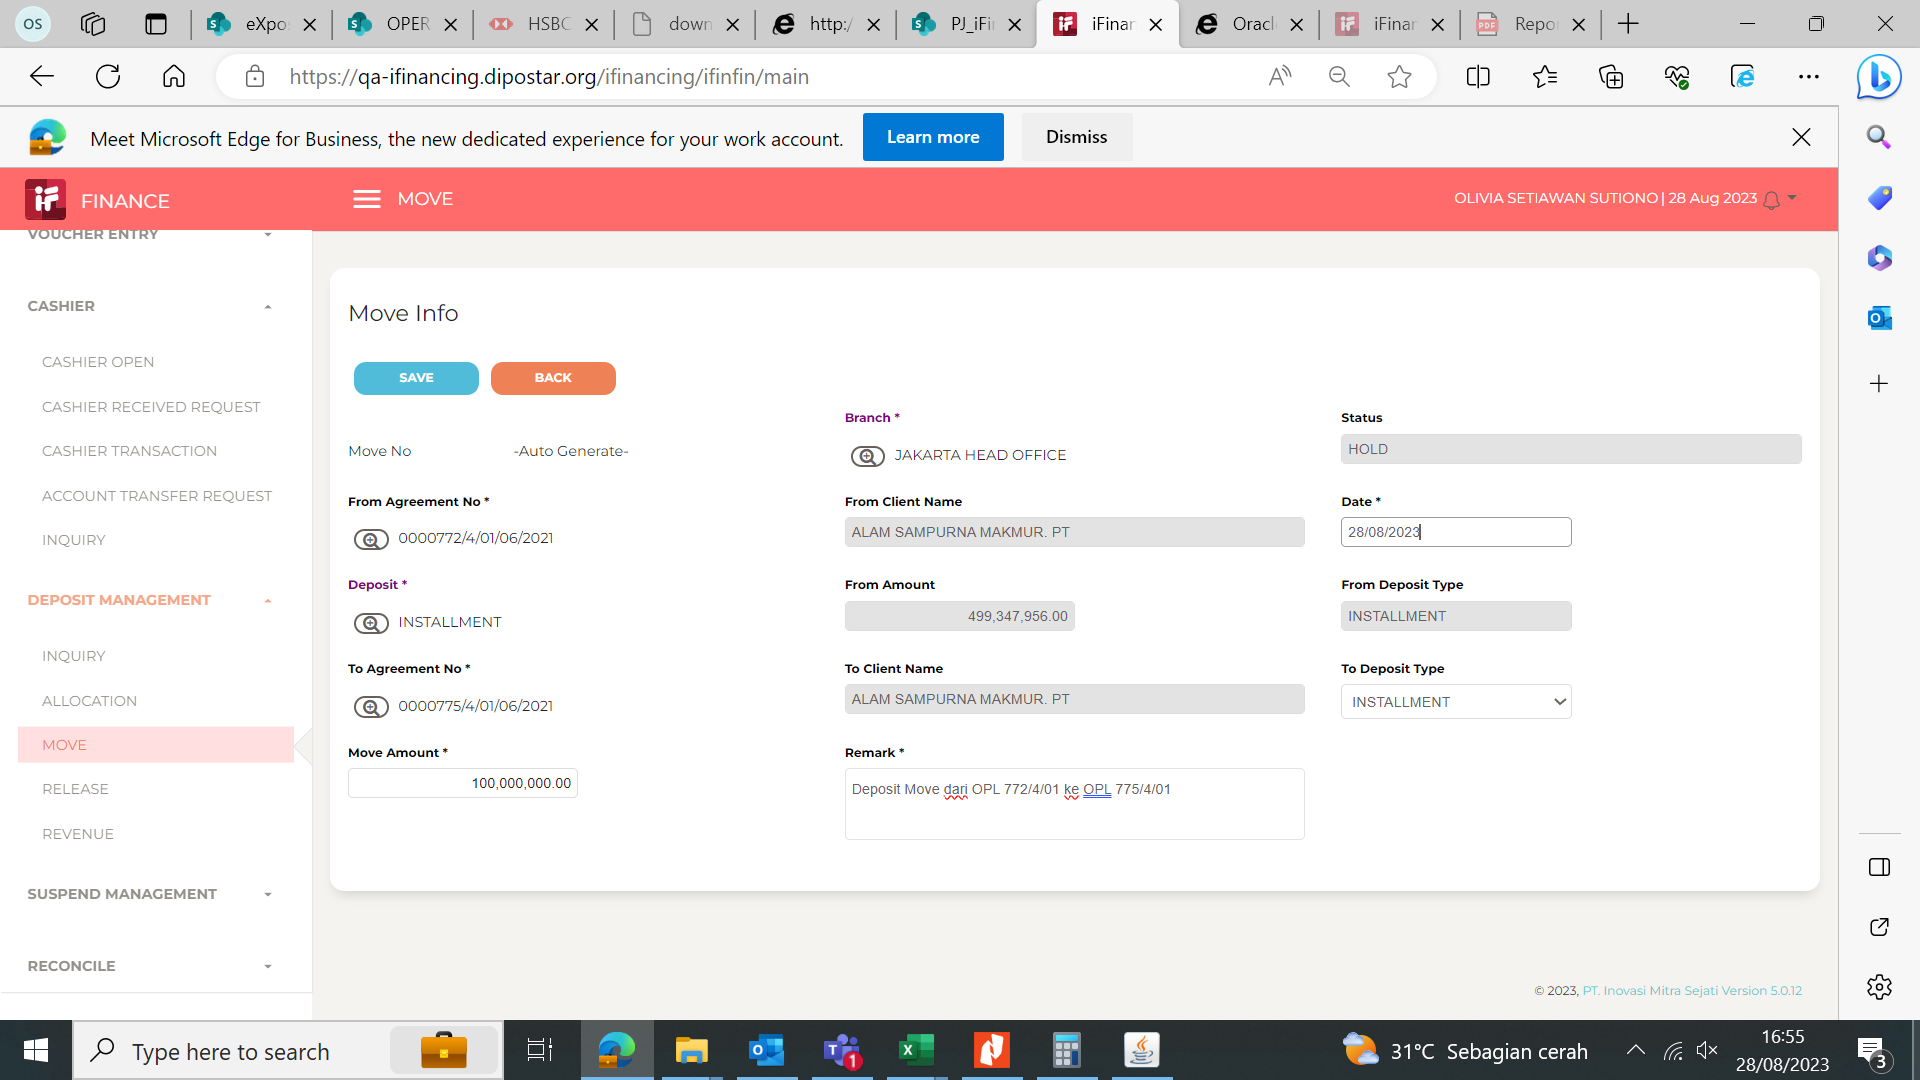 OS
eXpo
OPER
HSBC
down
http:/
PJ_iFi
iFinan
Oracl
iFinan
Repo
https://qa-ifinancing.dipostar.org/ifinancing/ifinfin/main
Meet Microsoft Edge for Business, the new dedicated experience for your work account.
Learn more
Dismiss
FINANCE
MOVE
OLIVIA SETIAWAN SUTIONO | 28 Aug 2023
VOUCHER ENTRY
CASHIER
CASHIER OPEN
CASHIER RECEIVED REQUEST
CASHIER TRANSACTION
ACCOUNT TRANSFER REQUEST
INQUIRY
DEPOSIT MANAGEMENT
INQUIRY
ALLOCATION
MOVE
RELEASE
REVENUE
SUSPEND MANAGEMENT
RECONCILE
Move Info
SAVE
BACK
Move No
-Auto Generate-
Branch *
JAKARTA HEAD OFFICE
Status
HOLD
From Agreement No *
0000772/4/01/06/2021
From Client Name
ALAM SAMPURNA MAKMUR. PT
Date *
28/08/2023
Deposit *
INSTALLMENT
From Amount
499,347,956.00
From Deposit Type
INSTALLMENT
To Agreement No *
0000775/4/01/06/2021
To Client Name
ALAM SAMPURNA MAKMUR. PT
To Deposit Type
INSTALLMENT
Move Amount *
100,000,000.00
Remark *
Deposit Move dari OPL 772/4/01 ke OPL 775/4/01
© 2023, PT. Inovasi Mitra Sejati Version 5.0.12
Type here to search
1
31°C Sebagian cerah
16:55
28/08/2023
3